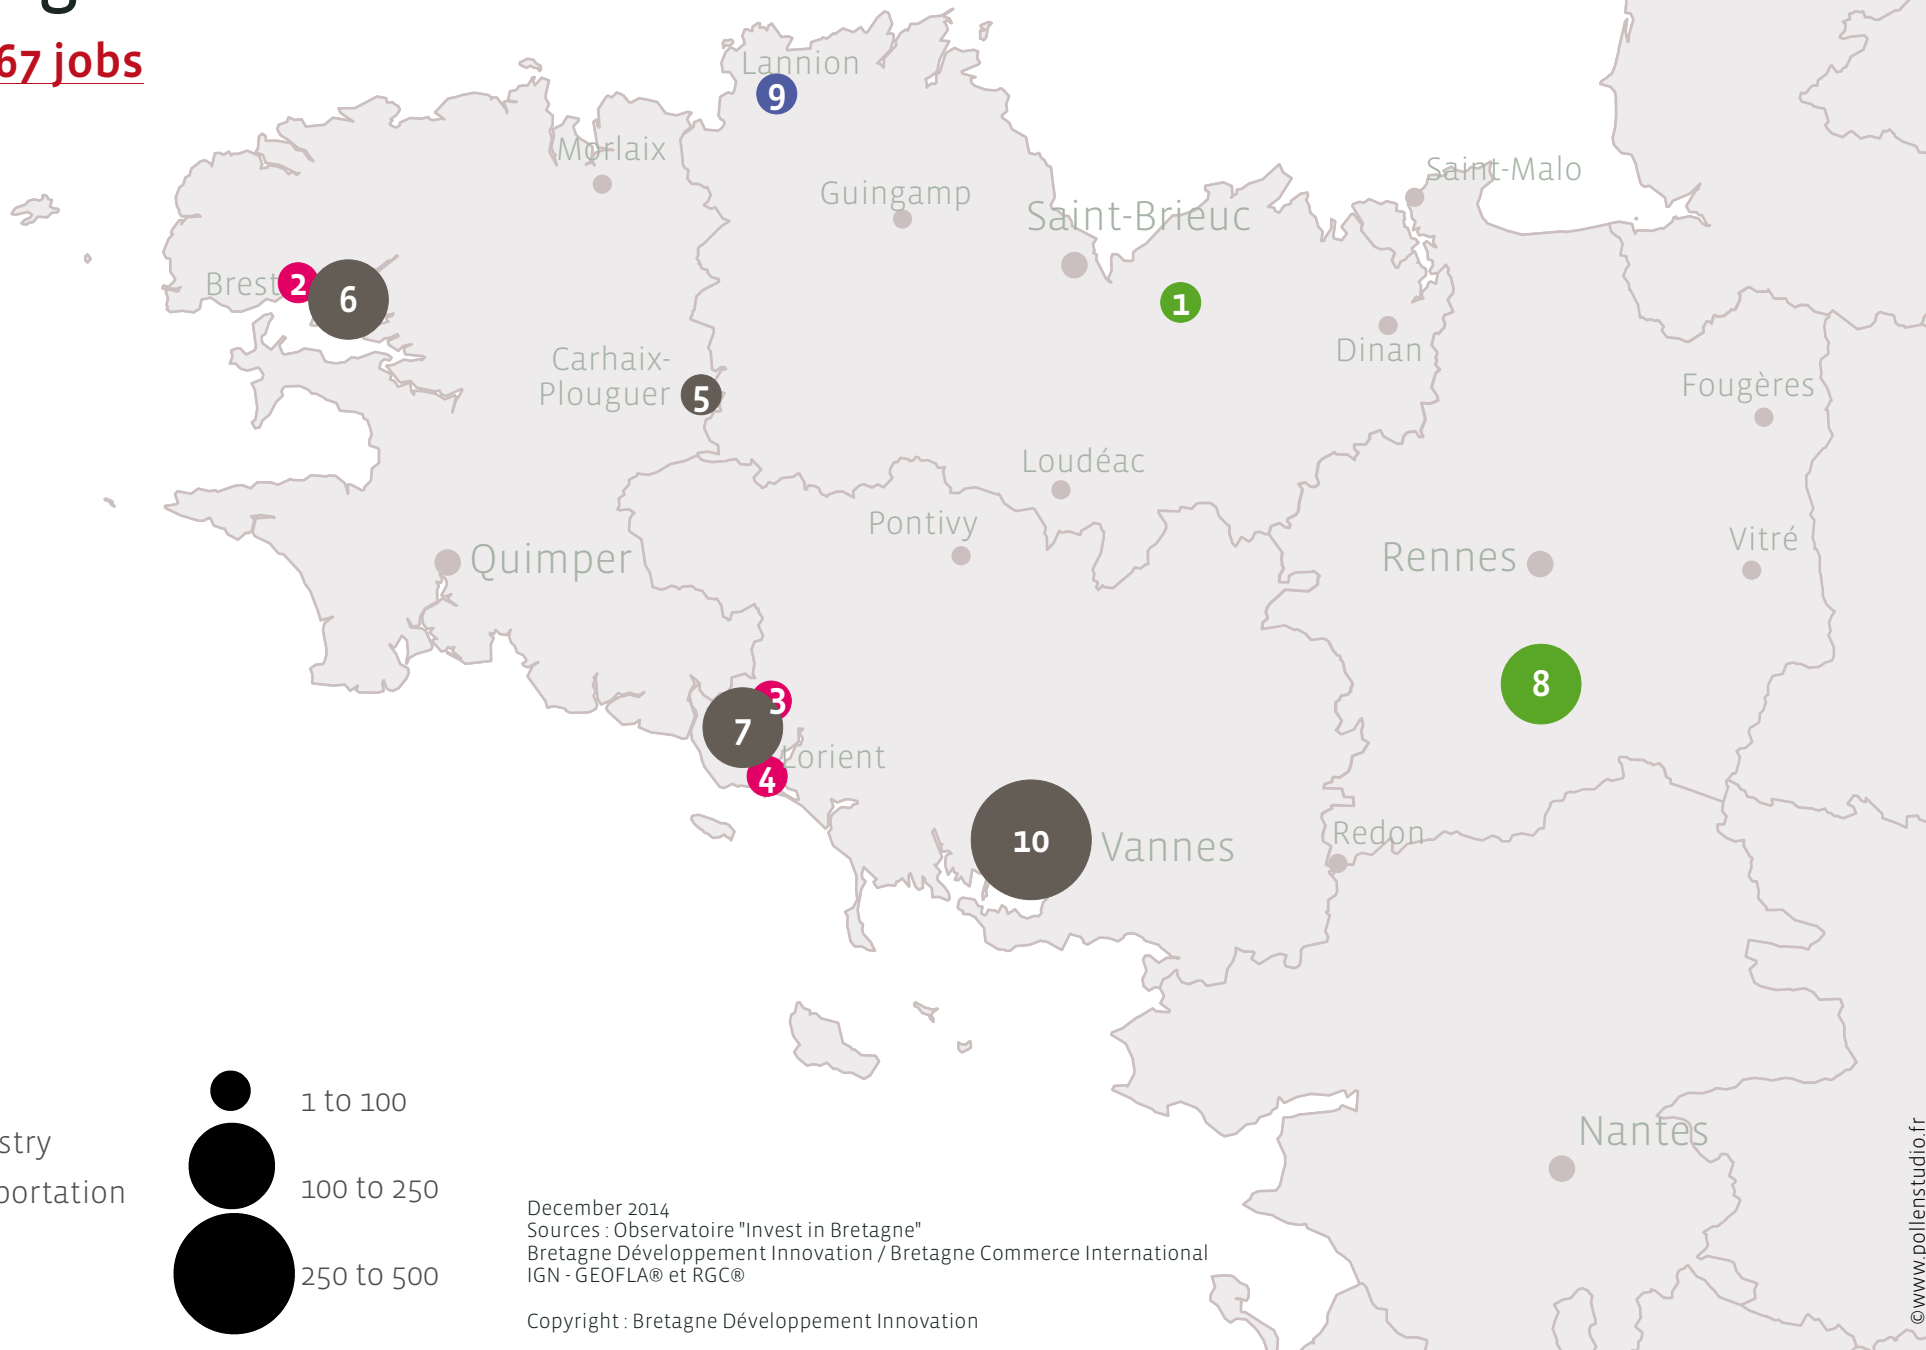 67 jobs
Lannion
9
Morlaix
Guingamp
Saint-Malo
Saint-Brieuc
Brest
2
6
1
Dinan
Carhaix-
Plouguer
5
Fougères
Loudéac
Pontivy
Quimper
Rennes
Vitré
3
7
8
Lorient
4
10
Vannes
Redon
1 to 100
Nantes
stry
100 to 250
portation
250 to 500
December 2014
Sources : Observatoire "Invest in Bretagne"
Bretagne Développement Innovation / Bretagne Commerce International
IGN - GEOFLA® et RGC®
Copyright : Bretagne Développement Innovation
©www.pollenstudio.fr